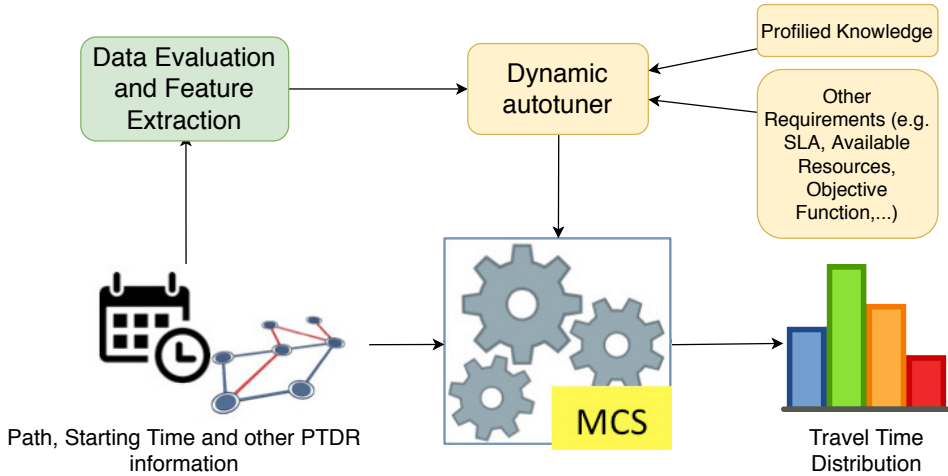 Data Evaluation
and Feature
Extraction
Dynamic
autotuner
Profilied Knowledge
Other
Requirements (e.g.
SLA, Available
Resources,
Objective
Function,...)
MCS
Path, Starting Time and other PTDR
information
Travel Time
Distribution